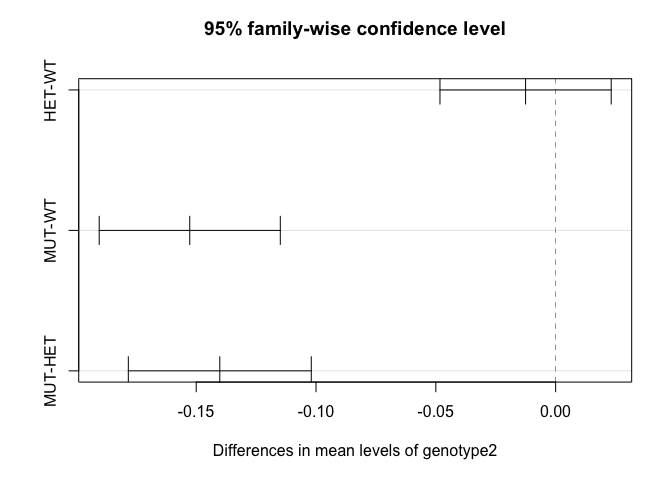 95% family-wise confidence level
HET-WT
MUT-WT
MUT-HET
-0.15 -0.10 -0.05 0.00
Differences in mean levels of genotype2